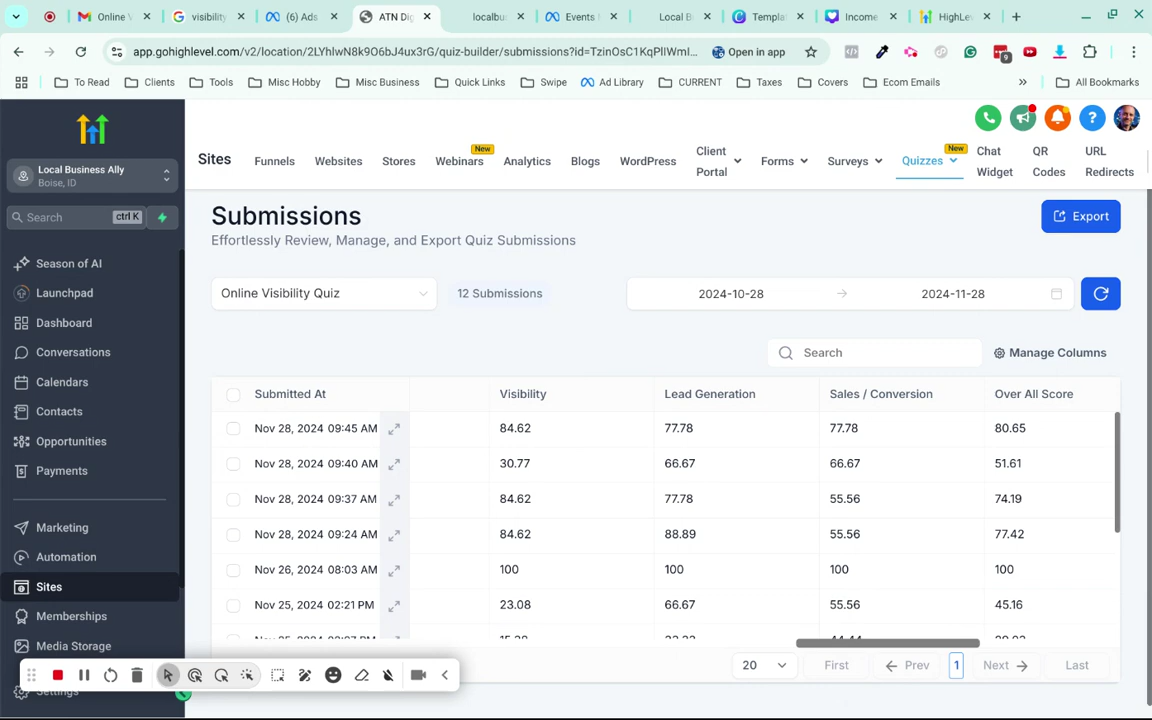 Online V
visibility
(6) Ads
ATN Dig
localbu
Events
Local B
Templa
Income
HighLev
app.gohighlevel.com/v2/location/2LYhlwN8k9O6bJ4ux3rG/quiz-builder/submissions?id=TzinOsC1KqPlIWmI...
Open in app
9
To Read
Clients
Tools
Misc Hobby
Misc Business
Quick Links
Swipe
Ad Library
CURRENT
Taxes
Covers
Ecom Emails
»
All Bookmarks
Local Business Ally
Boise, ID
Search
ctrl K
Season of AI
Launchpad
Dashboard
Conversations
Calendars
Contacts
Opportunities
Payments
Marketing
Automation
Sites
Memberships
Media Storage
Settings
Sites
Funnels
Websites
Stores
Webinars
New
Analytics
Blogs
WordPress
Client
Portal
Forms
Surveys
Quizzes
New
Chat
Widget
QR
Codes
URL
Redirects
Submissions
Effortlessly Review, Manage, and Export Quiz Submissions
Export
Online Visibility Quiz
12 Submissions
2024-10-28
2024-11-28
Search
Manage Columns
Submitted At Visibility Lead Generation Sales / Conversion Over All Score
Nov 28, 2024 09:45 AM 84.62 77.78 77.78 80.65
Nov 28, 2024 09:40 AM 30.77 66.67 66.67 51.61
Nov 28, 2024 09:37 AM 84.62 77.78 55.56 74.19
Nov 28, 2024 09:24 AM 84.62 88.89 55.56 77.42
Nov 26, 2024 08:03 AM 100 100 100 100
Nov 25, 2024 02:21 PM 23.08 66.67 55.56 45.16
20
First
Prev
1
Next
Last